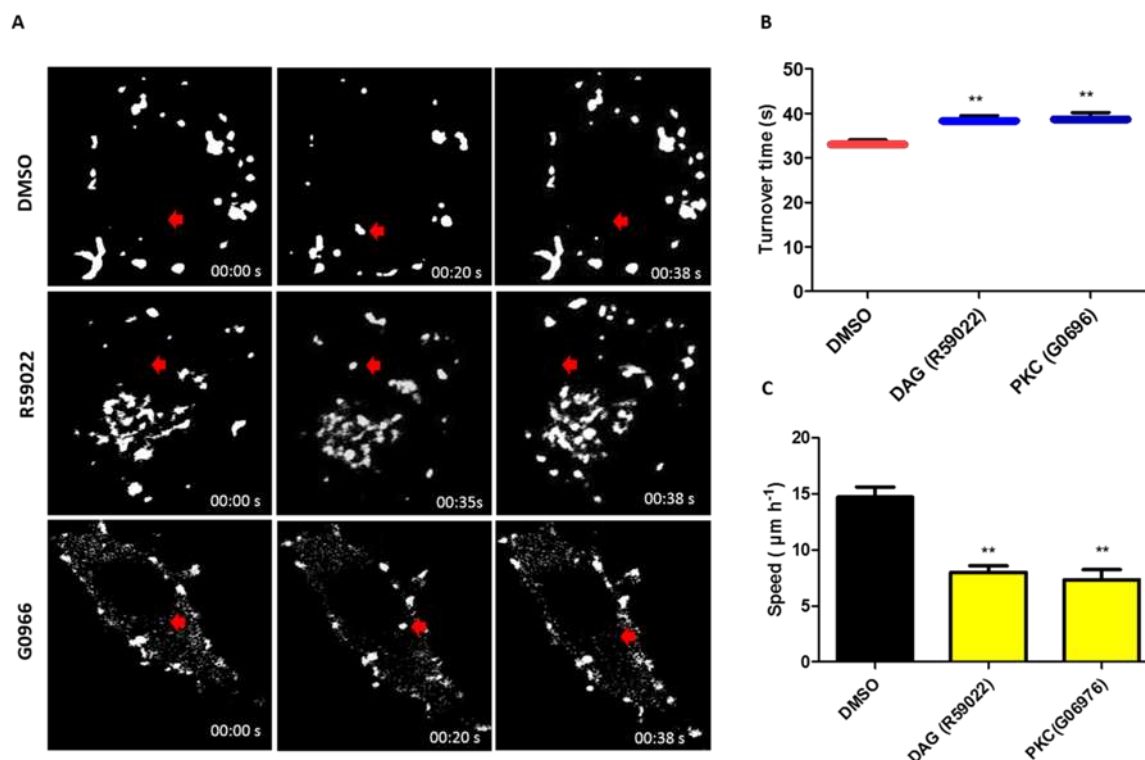 A
DMSO
00:00 s
00:20 s
00:38 s
R59022
00:00 s
00:35s
00:38 s
G0966
00:00 s
00:20 s
00:38 s
B
Turnover time (s)
50
40
30
20
10
0
**
**
DMSO
DAG (R59022)
PKC (G0696)
C
Speed ( µm h-1)
20
15
10
5
0
**
**
DMSO
DAG (R59022)
PKC(G06976)